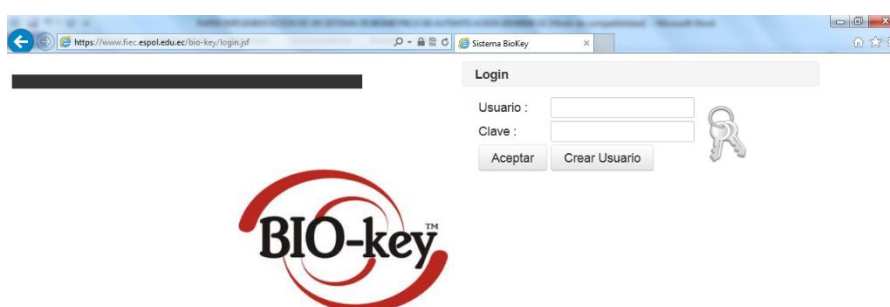 https://www.fiec.espol.edu.ec/bio-key/login.jsf
Sistema BioKey
Login
Usuario :
Clave :
Aceptar Crear Usuario
BIO-key™